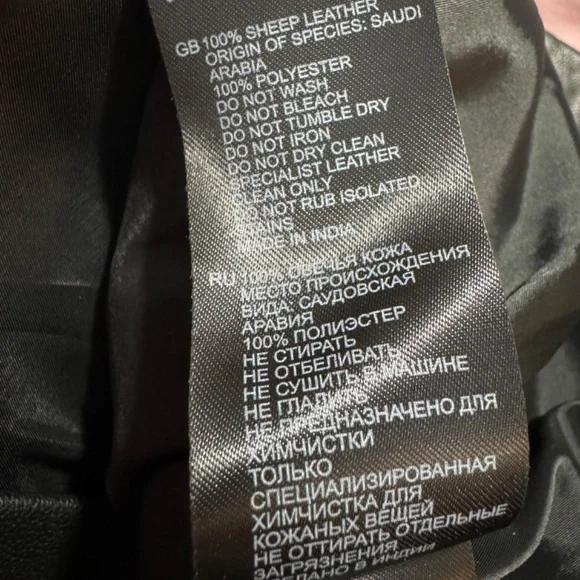 GB 100% SHEEP LEATHER
ORIGIN OF SPECIES: SAUDI
ARABIA
100% POLYESTER
DO NOT WASH
DO NOT BLEACH
DO NOT TUMBLE DRY
DO NOT IRON
DO NOT DRY CLEAN
SPECIALIST LEATHER
CLEAN ONLY
DO NOT RUB ISOLATED
STAINS
MADE IN INDIA
RU 100% ОВЕЧЬЯ КОЖА
МЕСТО ПРОИСХОЖДЕНИЯ
ВИДА: САУДОВСКАЯ
АРАВИЯ
100% ПОЛИЭСТЕР
НЕ СТИРАТЬ
НЕ ОТБЕЛИВАТЬ
НЕ СУШИТЬ В МАШИНЕ
НЕ ГЛАДИТЬ
НЕ ПРЕДНАЗНАЧЕНО ДЛЯ
ХИМЧИСТКИ
ТОЛЬКО
СПЕЦИАЛИЗИРОВАННАЯ
ХИМЧИСТКА ДЛЯ
КОЖАНЫХ ВЕЩЕЙ
НЕ ОТТИРАТЬ ОТДЕЛЬНЫЕ
ЗАГРЯЗНЕНИЯ
СДЕЛАНО В ИНДИИ